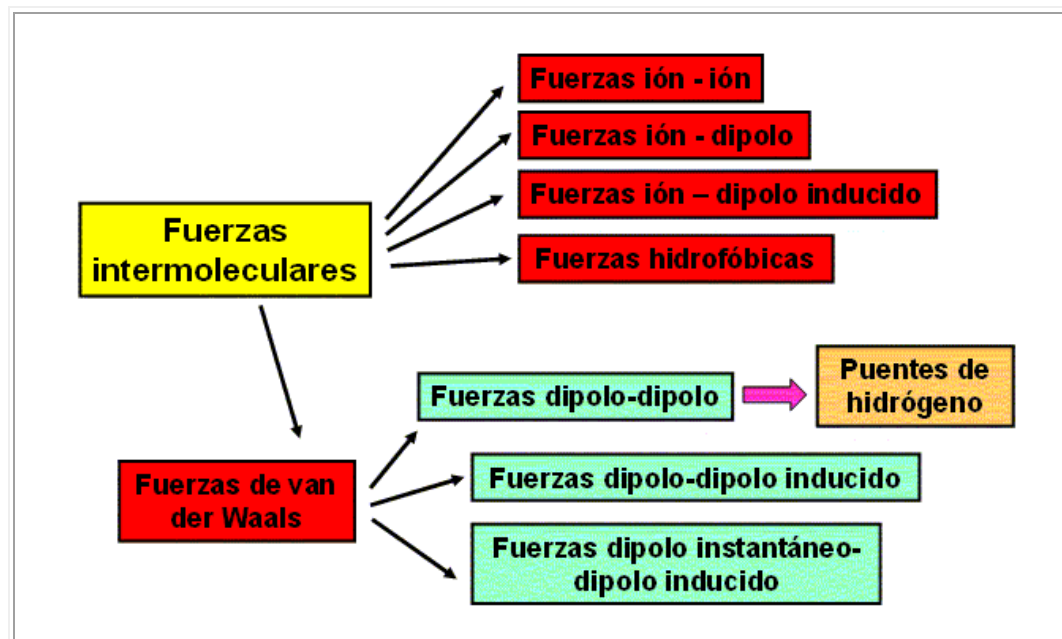 Fuerzas ión - ión
Fuerzas ión - dipolo
Fuerzas ión – dipolo inducido
Fuerzas hidrofóbicas
Fuerzas
intermoleculares
Fuerzas dipolo-dipolo
Puentes de
hidrógeno
Fuerzas de van
der Waals
Fuerzas dipolo-dipolo inducido
Fuerzas dipolo instantáneo-
dipolo inducido